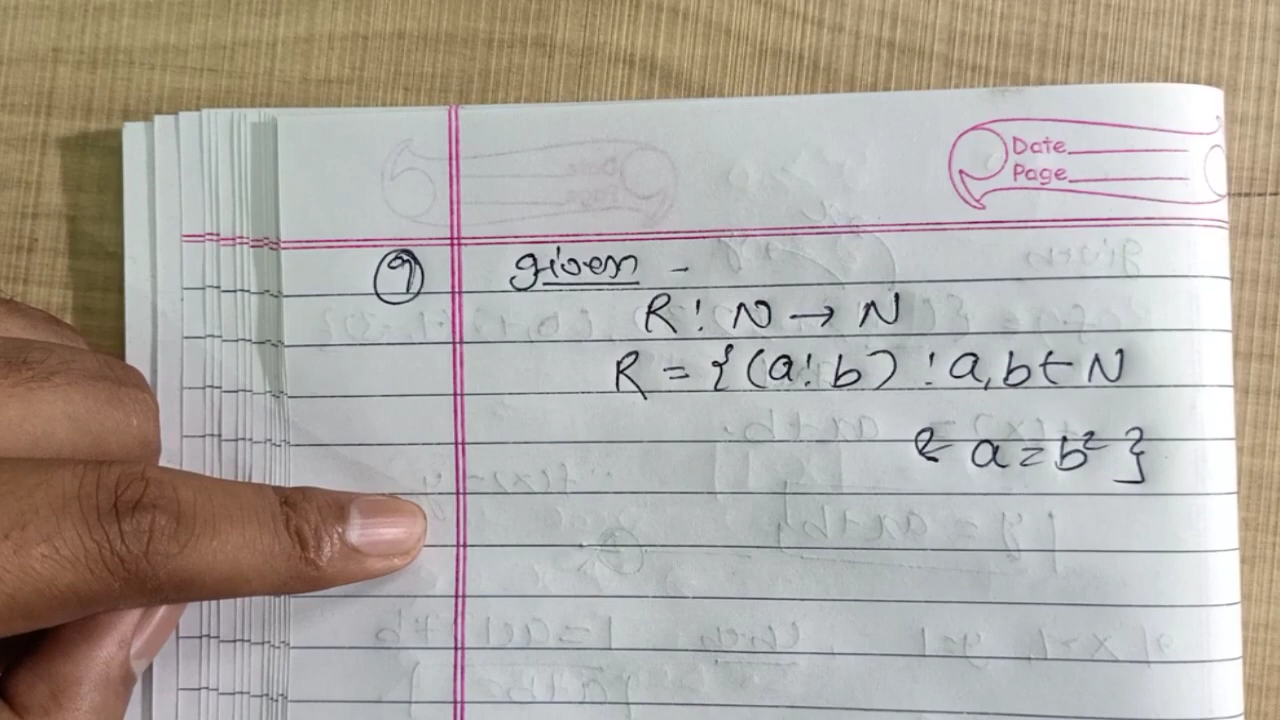 Date
Page
9 given -
R : N → N
R = {(a : b) : a, b ∈ N
& a = b² }